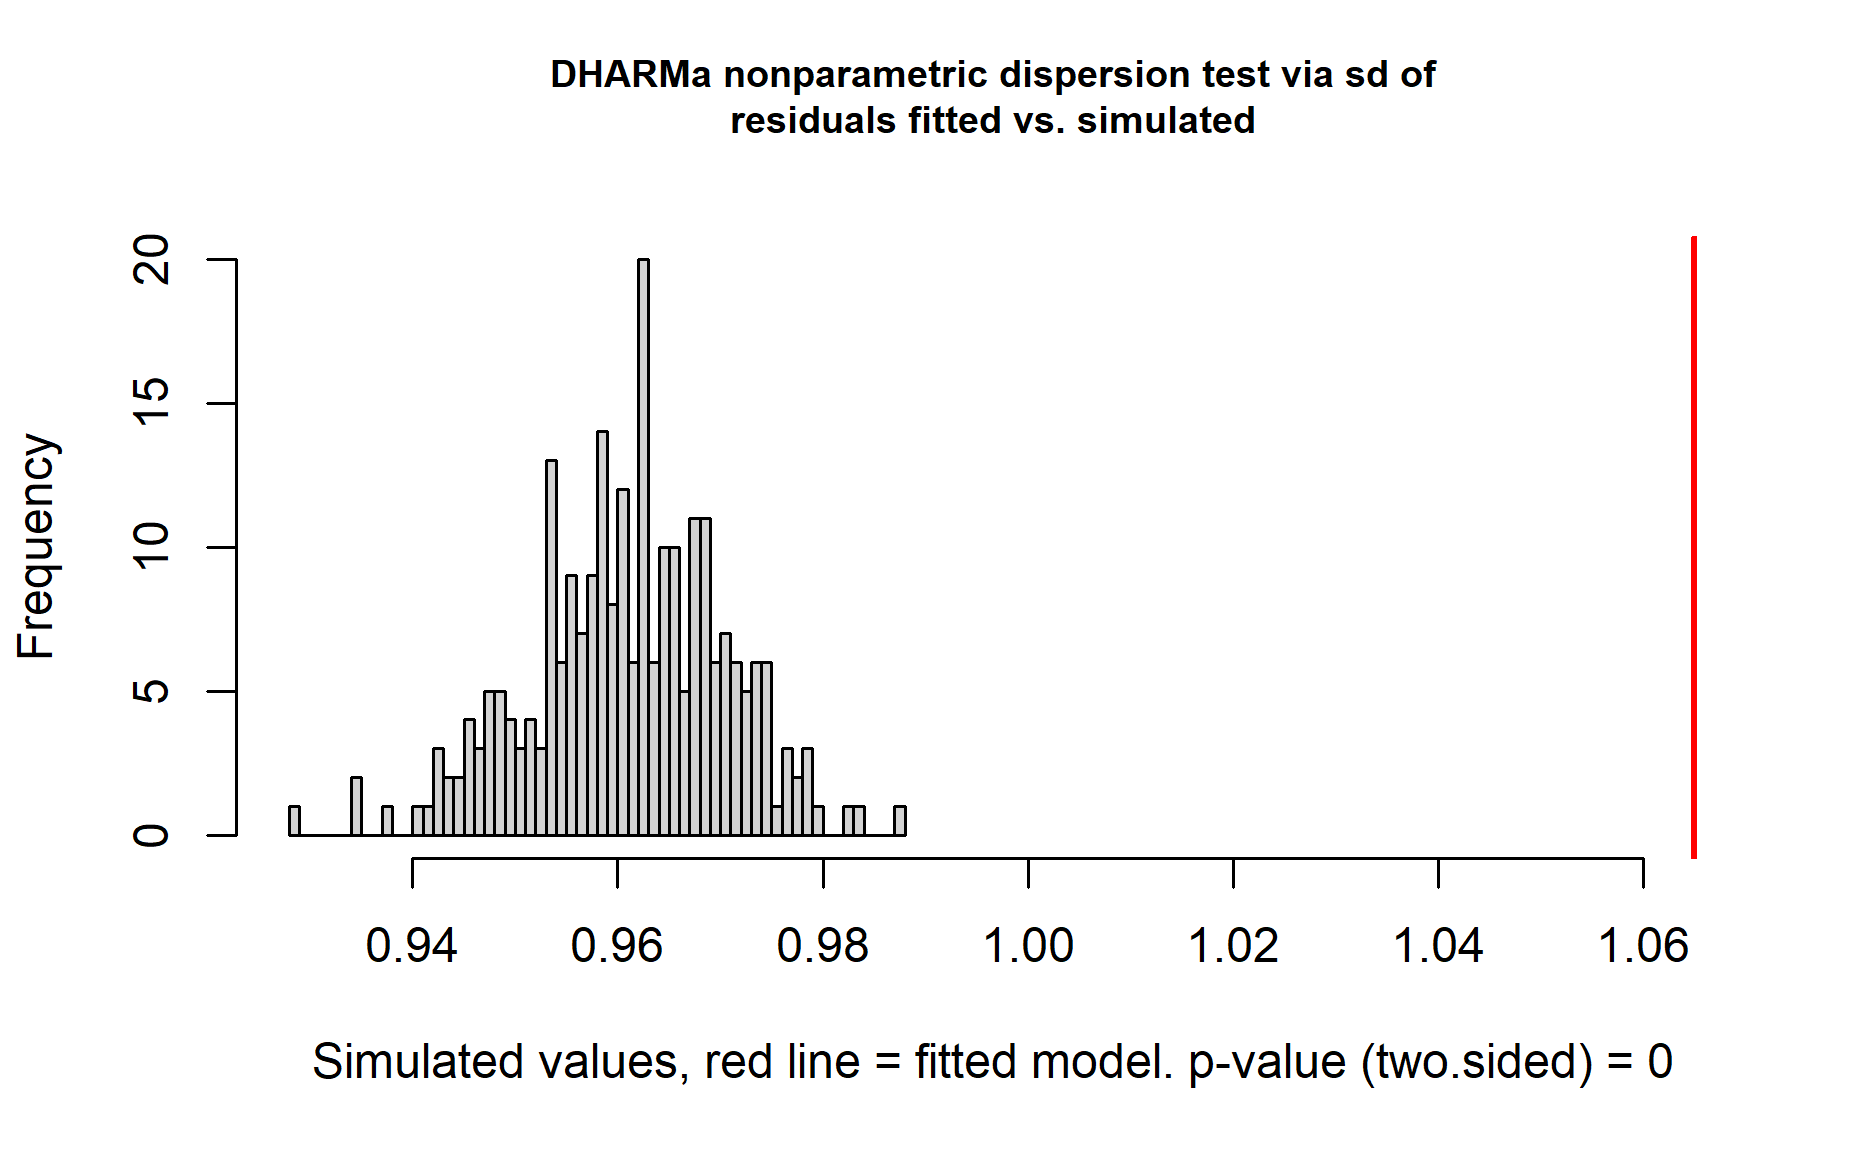 DHARMa nonparametric dispersion test via sd of
residuals fitted vs. simulated
Frequency
20
15
10
5
0
0.94 0.96 0.98 1.00 1.02 1.04 1.06
Simulated values, red line = fitted model. p-value (two.sided) = 0